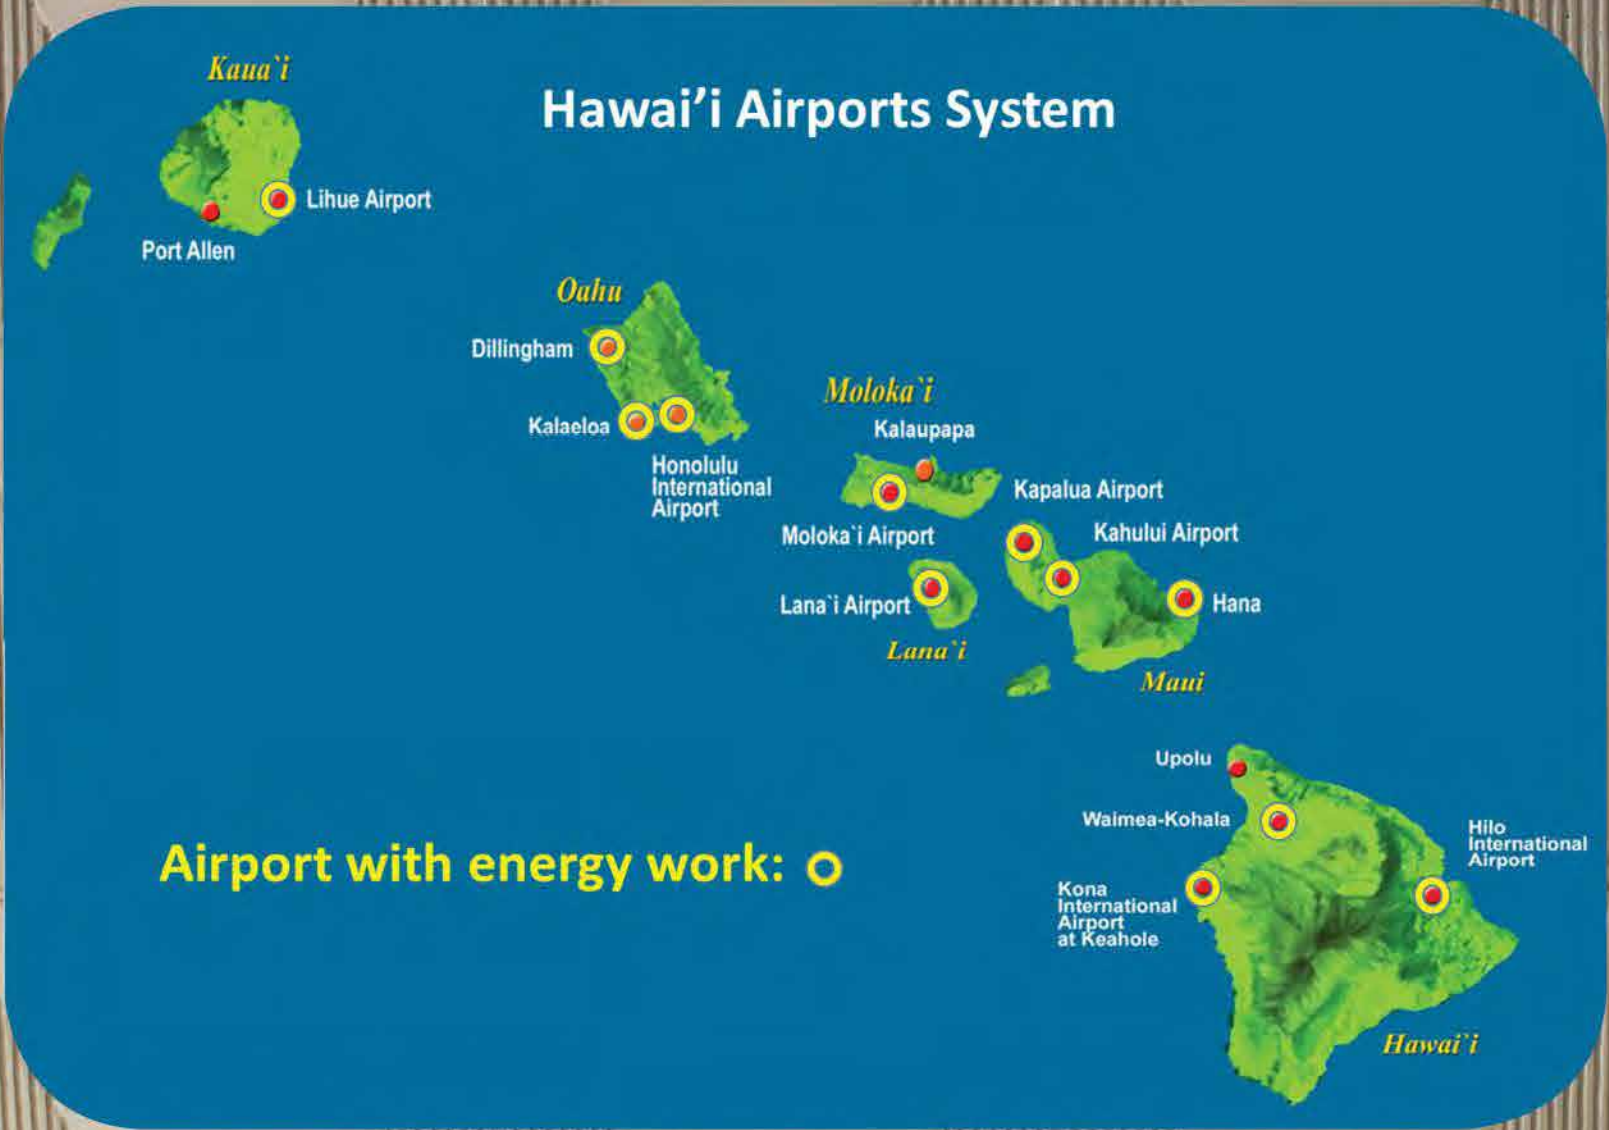 Kaua`i
Hawai’i Airports System
Lihue Airport
Port Allen
Oahu
Dillingham
Kalaeloa
Honolulu
International
Airport
Moloka`i
Kalaupapa
Moloka`i Airport
Kapalua Airport
Kahului Airport
Lana`i Airport
Hana
Lana`i
Maui
Upolu
Waimea-Kohala
Hilo
International
Airport
Airport with energy work:
Kona
International
Airport
at Keahole
Hawai`i